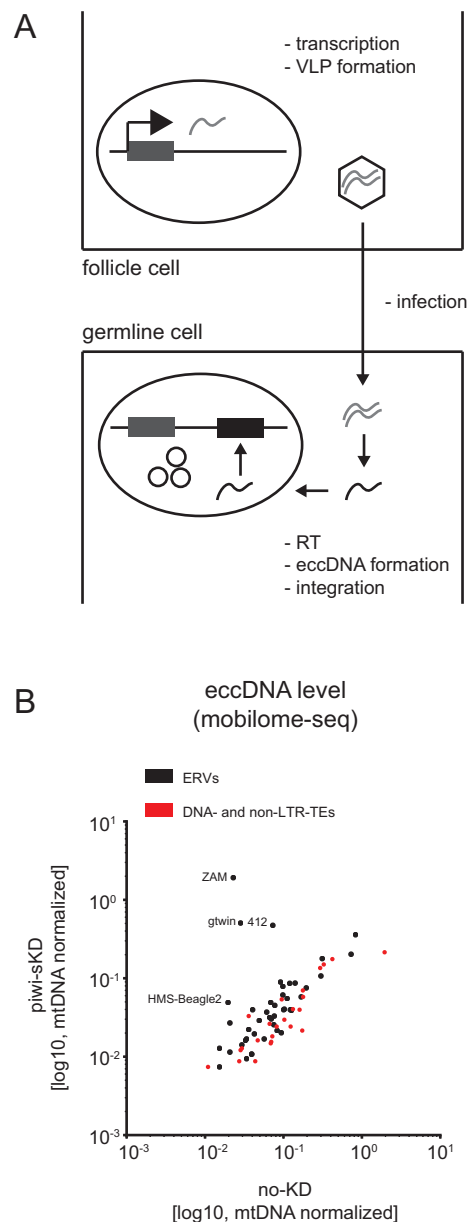 A
- transcription
- VLP formation
follicle cell
- infection
germline cell
- RT
- eccDNA formation
- integration
B
eccDNA level
(mobilome-seq)
ERVs
DNA- and non-LTR-TEs
piwi-sKD
[log10, mtDNA normalized]
10¹
10⁰
10⁻¹
10⁻²
10⁻³
ZAM
gtwin
412
HMS-Beagle2
10⁻³
10⁻²
10⁻¹
10⁰
10¹
no-KD
[log10, mtDNA normalized]